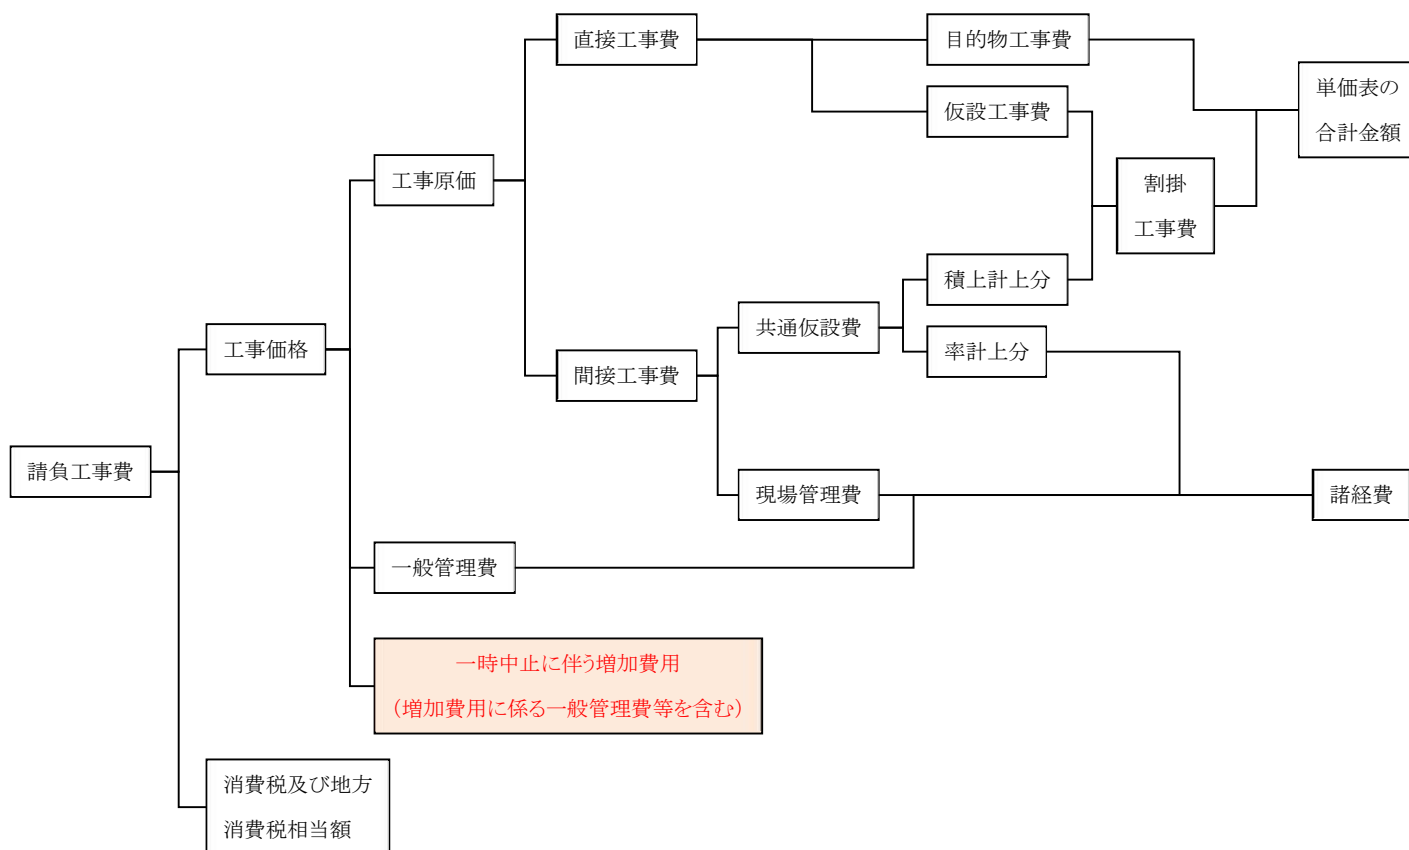 直接工事費
目的物工事費
単価表の
合計金額
仮設工事費
工事原価
割掛
工事費
積上計上分
共通仮設費
工事価格
率計上分
間接工事費
請負工事費
現場管理費
諸経費
一般管理費
一時中止に伴う増加費用
（増加費用に係る一般管理費等を含む）
消費税及び地方
消費税相当額